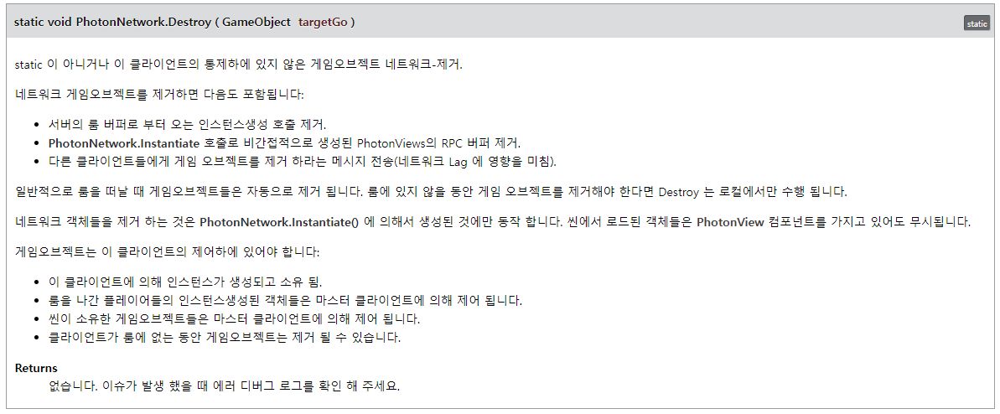 static void PhotonNetwork.Destroy ( GameObject targetGo )
static
static 이 아니거나 이 클라이언트의 통제하에 있지 않은 게임오브젝트 네트워크-제거.
네트워크 게임오브젝트를 제거하면 다음도 포함됩니다:
• 서버의 룸 버퍼로 부터 오는 인스턴스생성 호출 제거.
• PhotonNetwork.Instantiate 호출로 비간접적으로 생성된 PhotonViews의 RPC 버퍼 제거.
• 다른 클라이언트들에게 게임 오브젝트를 제거 하라는 메시지 전송(네트워크 Lag 에 영향을 미침).
일반적으로 룸을 떠날 때 게임오브젝트들은 자동으로 제거 됩니다. 룸에 있지 않을 동안 게임 오브젝트를 제거해야 한다면 Destroy 는 로컬에서만 수행 됩니다.
네트워크 객체들을 제거 하는 것은 PhotonNetwork.Instantiate() 에 의해서 생성된 것에만 동작 합니다. 씬에서 로드된 객체들은 PhotonView 컴포넌트를 가지고 있어도 무시됩니다.
게임오브젝트는 이 클라이언트의 제어하에 있어야 합니다:
• 이 클라이언트에 의해 인스턴스가 생성되고 소유 됨.
• 룸을 나간 플레이어들의 인스턴스생성된 객체들은 마스터 클라이언트에 의해 제어 됩니다.
• 씬이 소유한 게임오브젝트들은 마스터 클라이언트에 의해 제어 됩니다.
• 클라이언트가 룸에 없는 동안 게임오브젝트는 제거 될 수 있습니다.
Returns
없습니다. 이슈가 발생 했을 때 에러 디버그 로그를 확인 해 주세요.